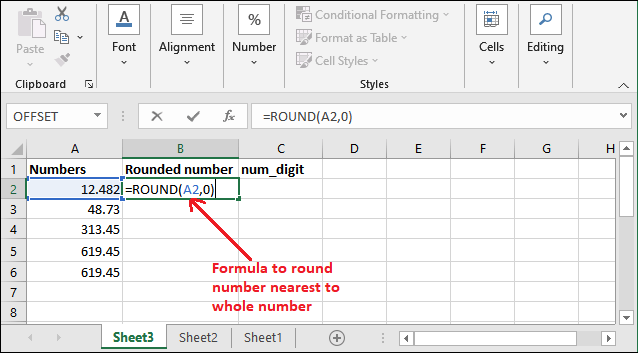 Paste
Font
Alignment
%
Number
Conditional Formatting
Format as Table
Cell Styles
Cells
Editing
Clipboard
Styles
OFFSET
fx
=ROUND(A2,0)
A B C D E F G H
1 Numbers Rounded number num_digit
2 12.482 =ROUND(A2,0)
3 48.73
4 313.45
5 619.45
6 619.45
7
8
Formula to round
number nearest to
whole number
Sheet3 Sheet2 Sheet1